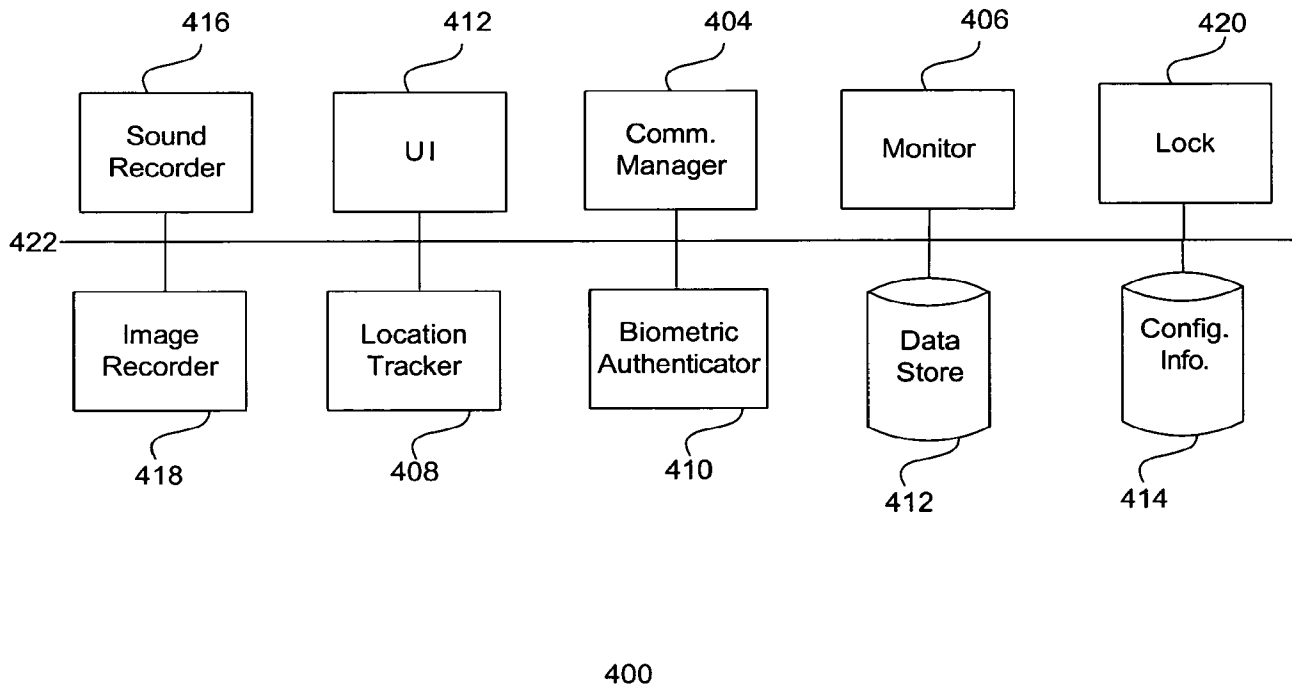 416
412
404
406
420
Sound
Recorder
UI
Comm.
Manager
Monitor
Lock
422
Image
Recorder
Location
Tracker
Biometric
Authenticator
Data
Store
Config.
Info.
418
408
410
412
414
400